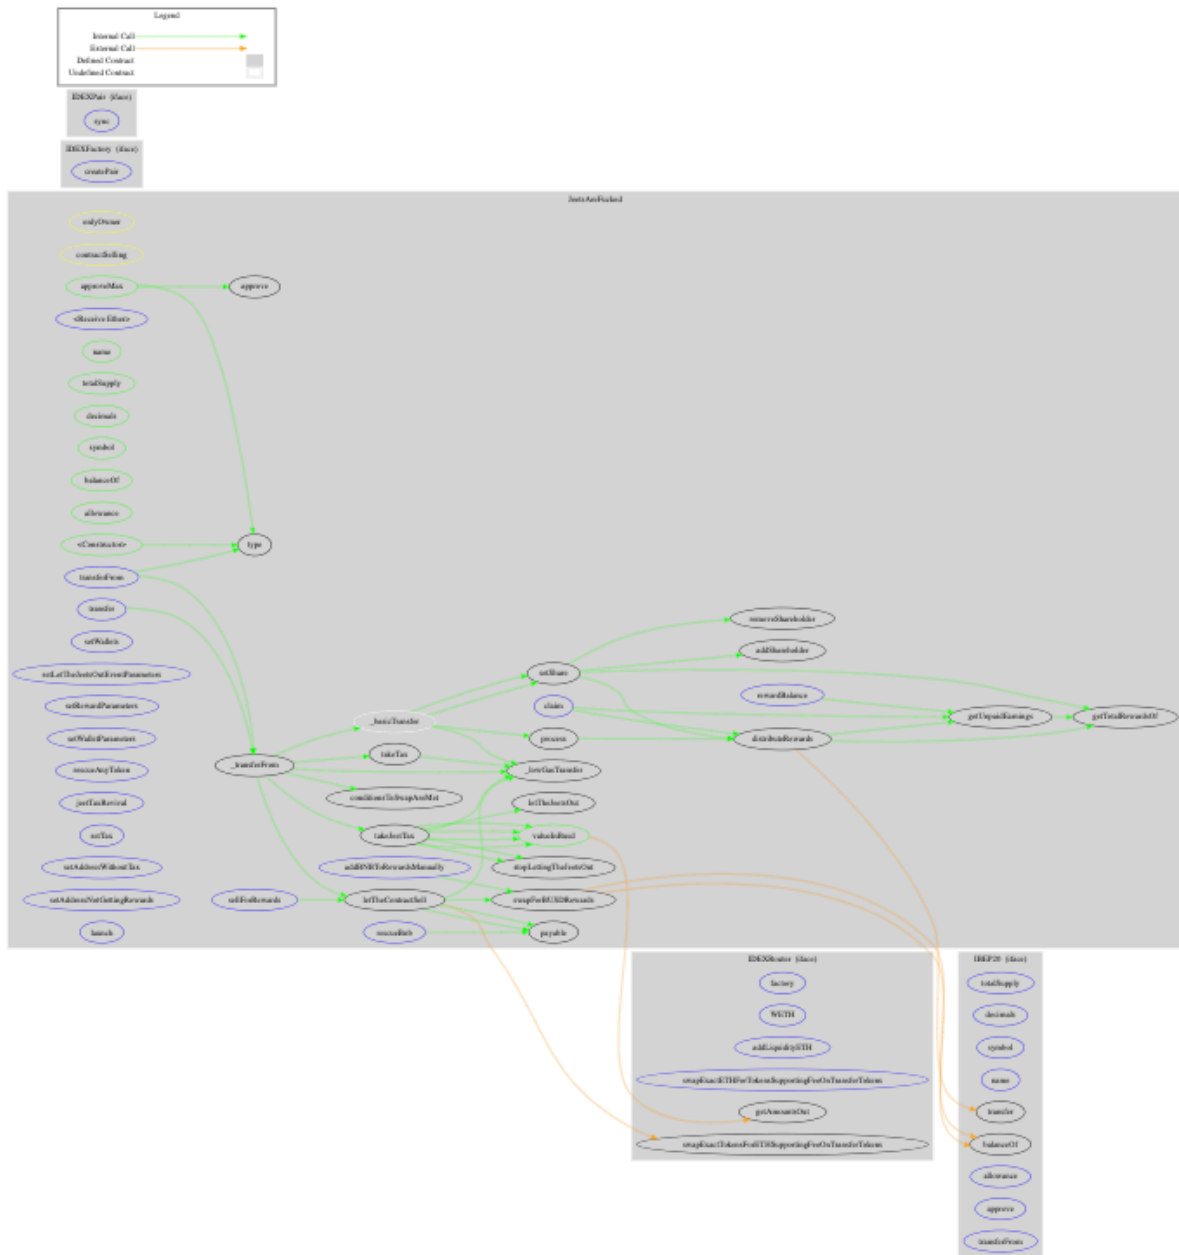 Legend
Internal Call
External Call
Defined Contract
Undefined Contract
IDEXPair (iface)
sync
IDEXFactory (iface)
createPair
JeetsAreFucked
onlyOwner
contractSelling
approveMax
approve
<Receive Ether>
name
totalSupply
decimals
symbol
balanceOf
allowance
<Constructor>
type
transferFrom
transfer
removeShareholder
setWallets
addShareholder
setLetTheJeetsOutEventParameters
setShare
rewardBalance
setRewardParameters
claim
_basicTransfer
getUnpaidEarnings
getTotalRewardsOf
setWalletParameters
process
distributeRewards
takeTax
_transferFrom
rescueAnyToken
_lowGasTransfer
conditionsToSwapAreMet
jeetTaxRevival
letTheJeetsOut
setTax
takeJeetTax
valueInBusd
setAddressWithoutTax
addBNBToRewardsManually
stopLettingTheJeetsOut
setAddressNotGettingRewards
sellForRewards
letTheContractSell
swapForBUSDRewards
launch
rescueBnb
payable
IDEXRouter (iface)
factory
WETH
addLiquidityETH
swapExactETHForTokensSupportingFeeOnTransferTokens
getAmountsOut
swapExactTokensForETHSupportingFeeOnTransferTokens
IBEP20 (iface)
totalSupply
decimals
symbol
name
transfer
balanceOf
allowance
approve
transferFrom